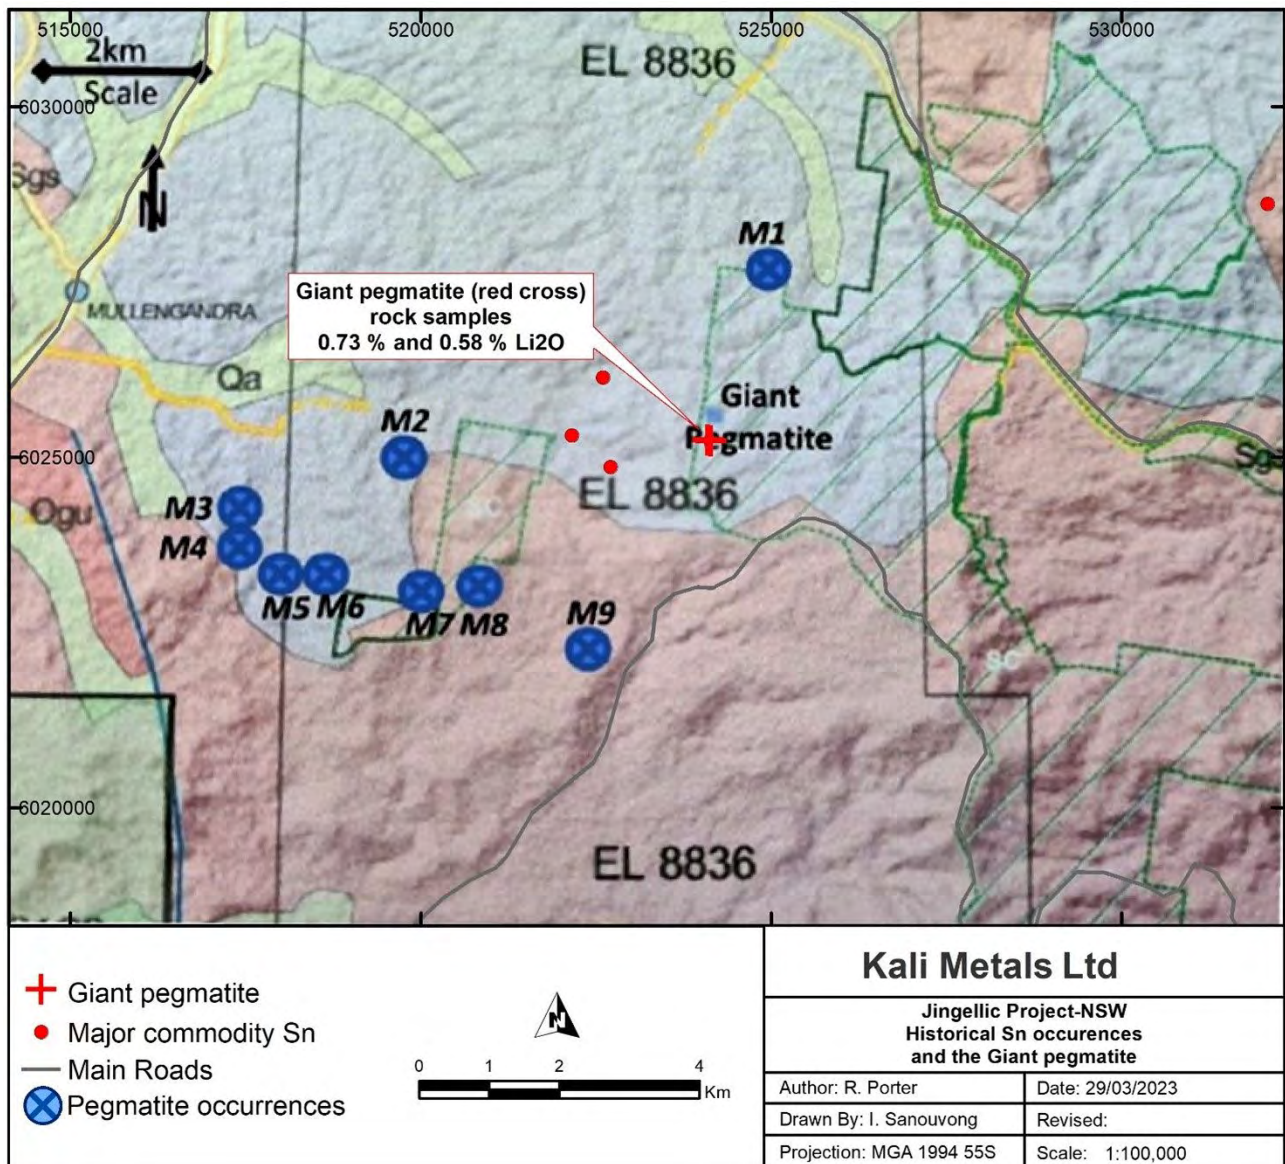 515000
520000
525000
530000
2km
Scale
EL 8836
6030000
Sgs
N
M1
MULLENGANDRA
Giant pegmatite (red cross)
rock samples
0.73 % and 0.58 % Li2O
Qa
Giant
Pegmatite
M2
6025000
EL 8836
M3
Ogu
M4
M5
M6
M7
M8
M9
SC
6020000
EL 8836
Giant pegmatite
Major commodity Sn
Main Roads
Pegmatite occurrences
N
0 1 2 4
Km
Kali Metals Ltd
Jingellic Project-NSW
Historical Sn occurences
and the Giant pegmatite
Author: R. Porter
Date: 29/03/2023
Drawn By: I. Sanouvong
Revised:
Projection: MGA 1994 55S
Scale: 1:100,000